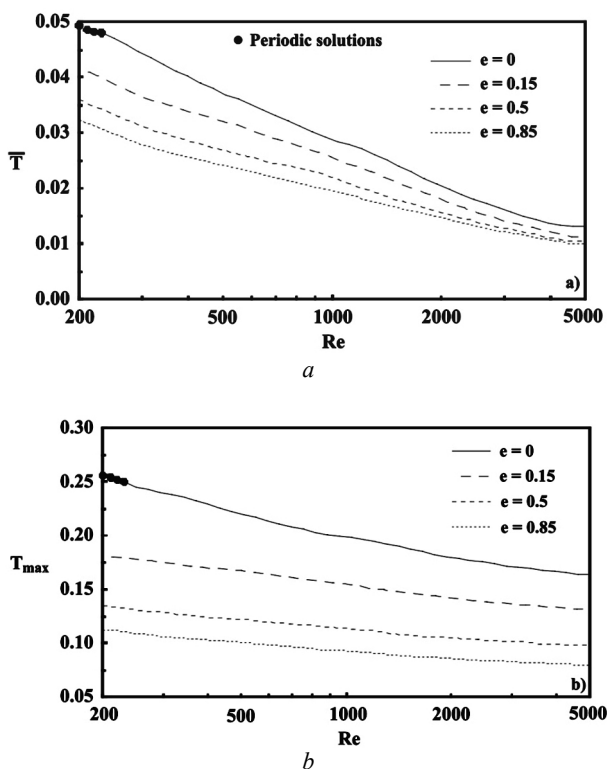 0.05
● Periodic solutions
e = 0
0.04
e = 0.15
e = 0.5
0.03
e = 0.85
T̅
0.02
0.01
a)
0.00
200 500 1000 2000 5000
Re
a
0.30
e = 0
0.25
e = 0.15
e = 0.5
0.20
e = 0.85
Tmax
0.15
0.10
b)
0.05
200 500 1000 2000 5000
Re
b